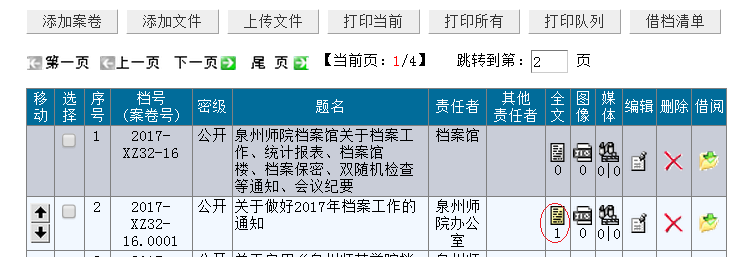 添加案卷 添加文件 上传文件 打印当前 打印所有 打印队列 借档清单
第一页 上一页 下一页 尾 页 【当前页：1/4】 跳转到第：2 页
移动 选择 序号 档号（案卷号） 密级 题名 责任者 其他责任者 全文 图像 媒体 编辑 删除 借阅
1 2017- 公开 泉州师院档案馆关于档案工 档案馆
XZ32-16 作、统计报表、档案馆
楼、档案保密、双随机检查
等通知、会议纪要
0 0 0|0
2 2017- 公开 关于做好2017年档案工作的 泉州师
XZ32- 通知 院办公
16.0001 室
1 0 0|0